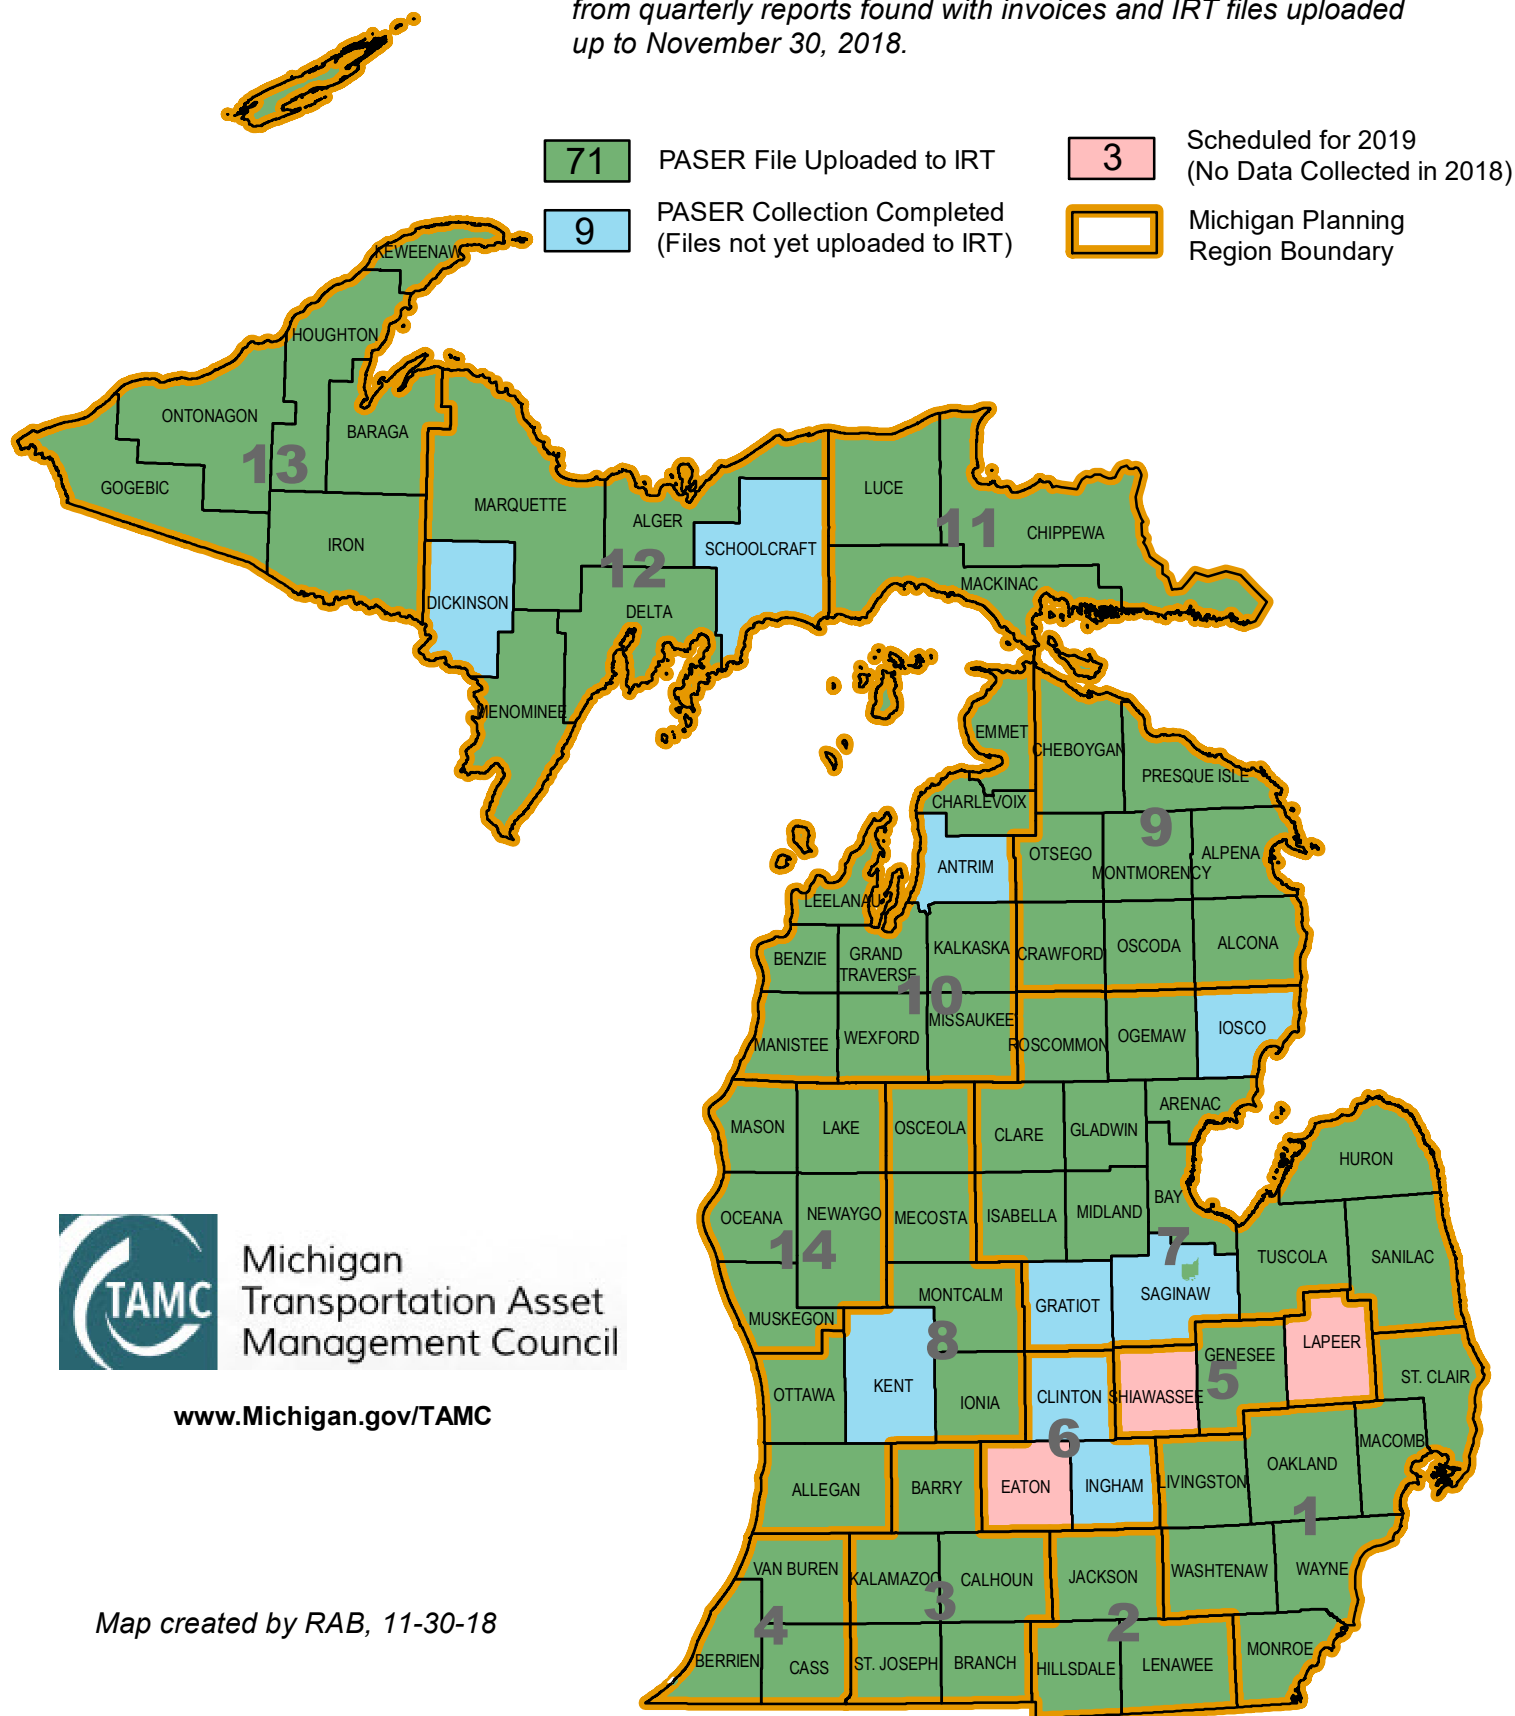 from quarterly reports found with invoices and IRT files uploaded
up to November 30, 2018.
71
PASER File Uploaded to IRT
3
Scheduled for 2019
(No Data Collected in 2018)
9
PASER Collection Completed
(Files not yet uploaded to IRT)
Michigan Planning
Region Boundary
KEWEENAW
HOUGHTON
ONTONAGON
BARAGA
13
GOGEBIC
IRON
MARQUETTE
ALGER
SCHOOLCRAFT
12
DICKINSON
DELTA
MENOMINEE
LUCE
11
CHIPPEWA
MACKINAC
EMMET
CHEBOYGAN
PRESQUE ISLE
CHARLEVOIX
9
ANTRIM
OTSEGO
MONTMORENCY
ALPENA
LEELANAU
BENZIE
GRAND
TRAVERSE
KALKASKA
CRAWFORD
OSCODA
ALCONA
10
MANISTEE
WEXFORD
MISSAUKEE
ROSCOMMON
OGEMAW
IOSCO
ARENAC
MASON
LAKE
OSCEOLA
CLARE
GLADWIN
HURON
OCEANA
NEWAYGO
MECOSTA
ISABELLA
MIDLAND
BAY
14
7
TUSCOLA
SANILAC
MUSKEGON
MONTCALM
GRATIOT
SAGINAW
8
GENESEE
LAPEER
OTTAWA
KENT
IONIA
CLINTON
SHIAWASSEE
5
ST. CLAIR
6
MACOMB
ALLEGAN
BARRY
EATON
INGHAM
LIVINGSTON
OAKLAND
1
VAN BUREN
KALAMAZOO
CALHOUN
JACKSON
WASHTENAW
WAYNE
3
4
2
BERRIEN
CASS
ST. JOSEPH
BRANCH
HILLSDALE
LENAWEE
MONROE
TAMC
Michigan
Transportation Asset
Management Council
www.Michigan.gov/TAMC
Map created by RAB, 11-30-18